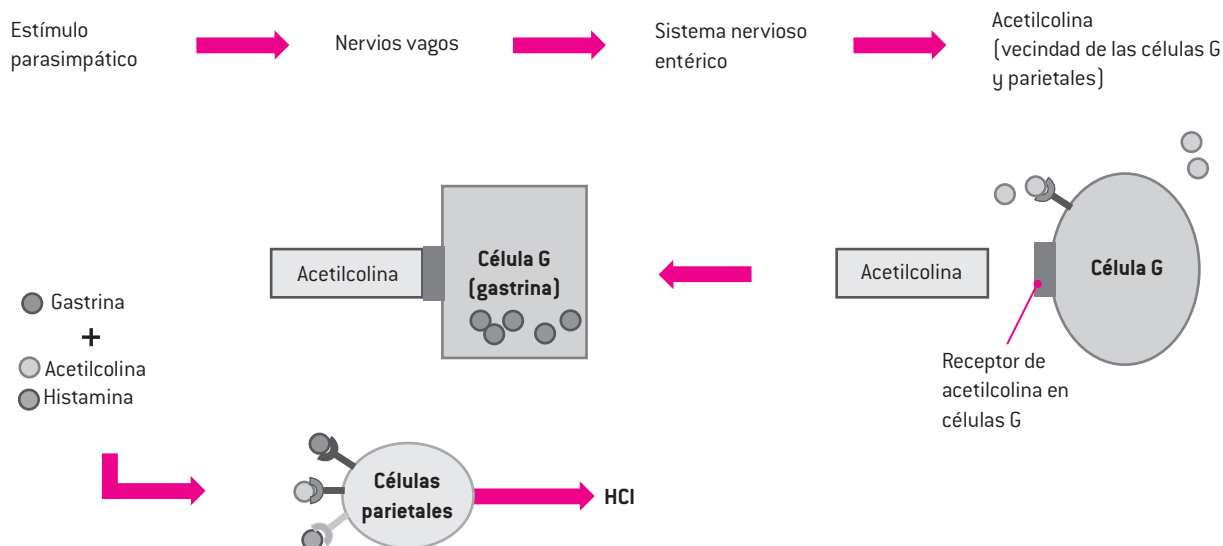 Estímulo
parasimpático
Nervios vagos
Sistema nervioso
entérico
Acetilcolina
(vecindad de las células G
y parietales)
Acetilcolina
Célula G
(gastrina)
Acetilcolina
Célula G
Receptor de
acetilcolina en
células G
Gastrina
+
Acetilcolina
Histamina
Células
parietales
HCl